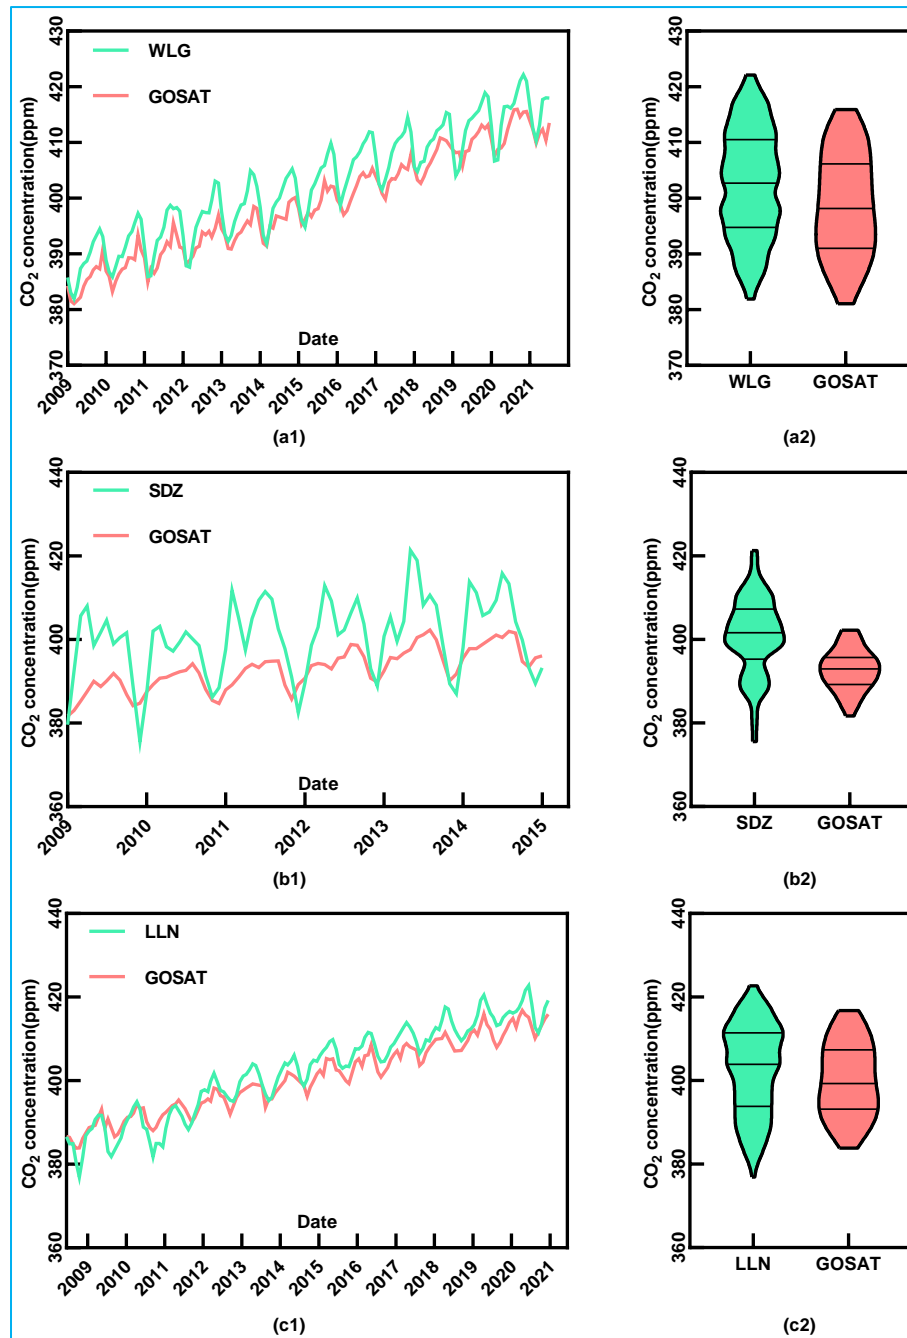 430
420
410
400
390
380
370
CO₂ concentration(ppm)
WLG
GOSAT
Date
2009
2010
2011
2012
2013
2014
2015
2016
2017
2018
2019
2020
2021
(a1)
430
420
410
400
390
380
370
CO₂ concentration(ppm)
WLG
GOSAT
(a2)
440
420
400
380
360
CO₂ concentration(ppm)
SDZ
GOSAT
Date
2009
2010
2011
2012
2013
2014
2015
(b1)
440
420
400
380
360
CO₂ concentration(ppm)
SDZ
GOSAT
(b2)
440
420
400
380
360
CO₂ concentration(ppm)
LLN
GOSAT
Date
2009
2010
2011
2012
2013
2014
2015
2016
2017
2018
2019
2020
2021
(c1)
440
420
400
380
360
CO₂ concentration(ppm)
LLN
GOSAT
(c2)